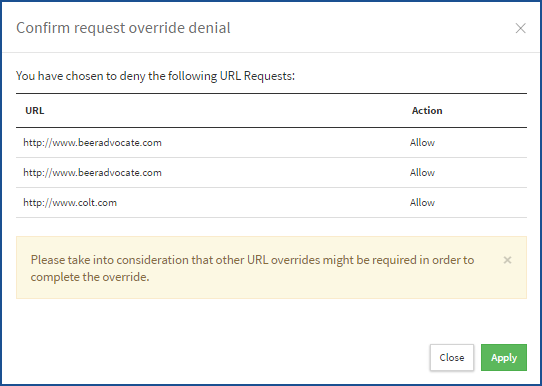 Confirm request override denial
You have chosen to deny the following URL Requests:
URL Action
http://www.beeradvocate.com Allow
http://www.beeradvocate.com Allow
http://www.colt.com Allow
Please take into consideration that other URL overrides might be required in order to
complete the override.
Close Apply